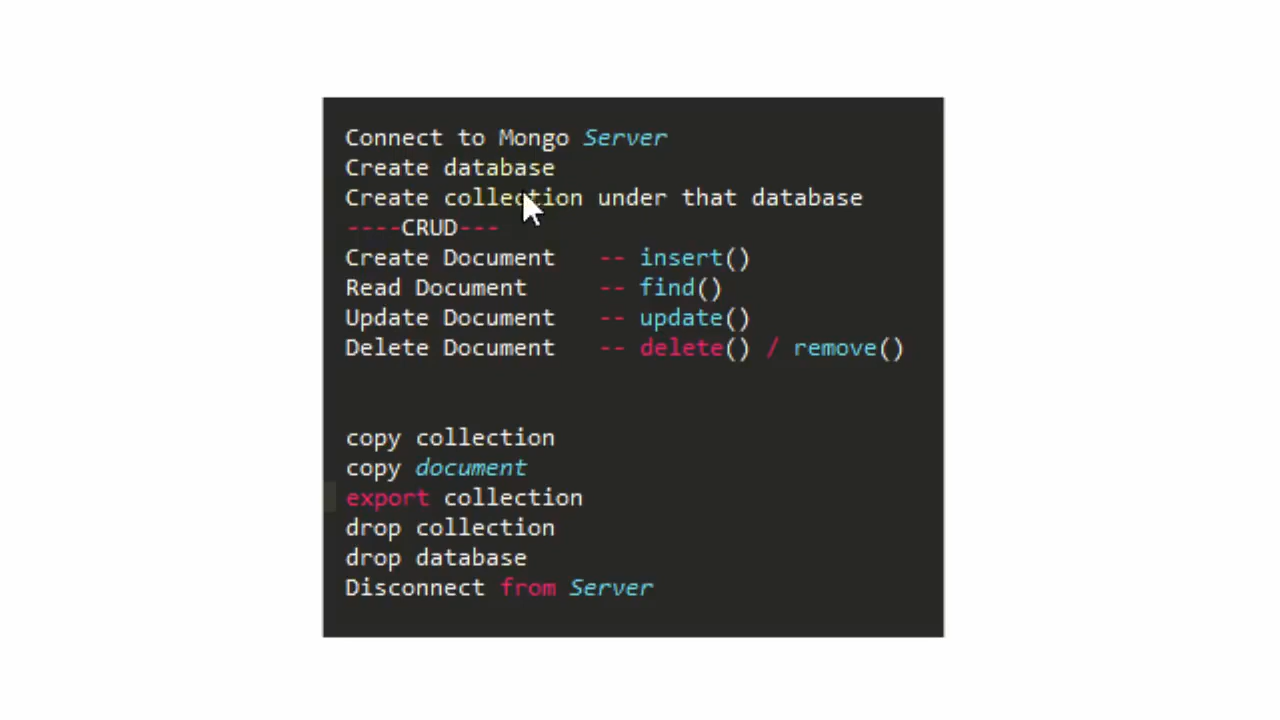 Connect to Mongo Server
Create database
Create collection under that database
----CRUD---
Create Document   -- insert()
Read Document     -- find()
Update Document   -- update()
Delete Document   -- delete() / remove()
copy collection
copy document
export collection
drop collection
drop database
Disconnect from Server